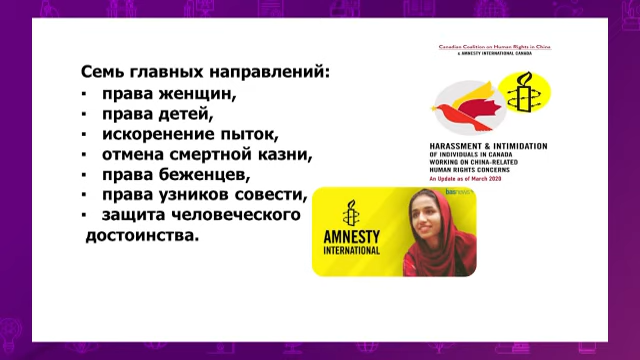 Семь главных направлений:
▪ права женщин,
▪ права детей,
▪ искоренение пыток,
▪ отмена смертной казни,
▪ права беженцев,
▪ права узников совести,
▪ защита человеческого
достоинства.
Canadian Coalition on Human Rights in China
& AMNESTY INTERNATIONAL CANADA
HARASSMENT & INTIMIDATION
OF INDIVIDUALS IN CANADA
WORKING ON CHINA-RELATED
HUMAN RIGHTS CONCERNS
An Update as of March 2020
AMNESTY
INTERNATIONAL